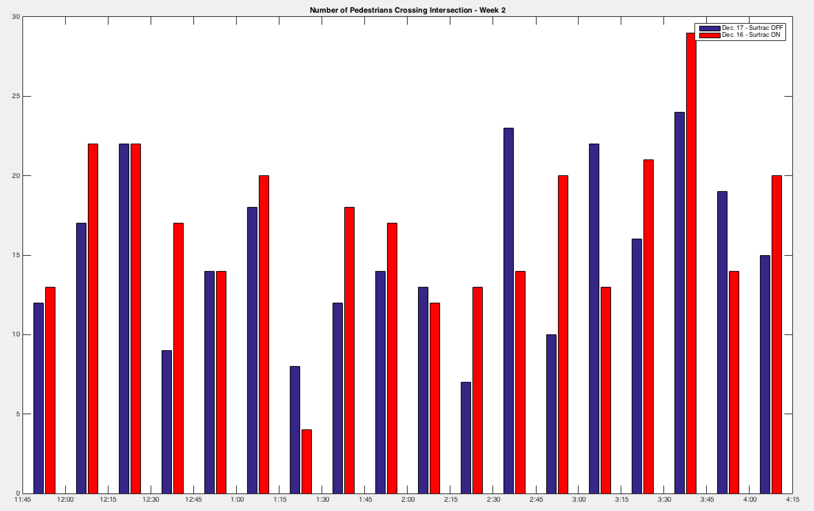 Number of Pedestrians Crossing Intersection - Week 2
Dec. 17 - Surtrac OFF
Dec. 16 - Surtrac ON
30
25
20
15
10
5
0
11:45 12:00 12:15 12:30 12:45 1:00 1:15 1:30 1:45 2:00 2:15 2:30 2:45 3:00 3:15 3:30 3:45 4:00 4:15